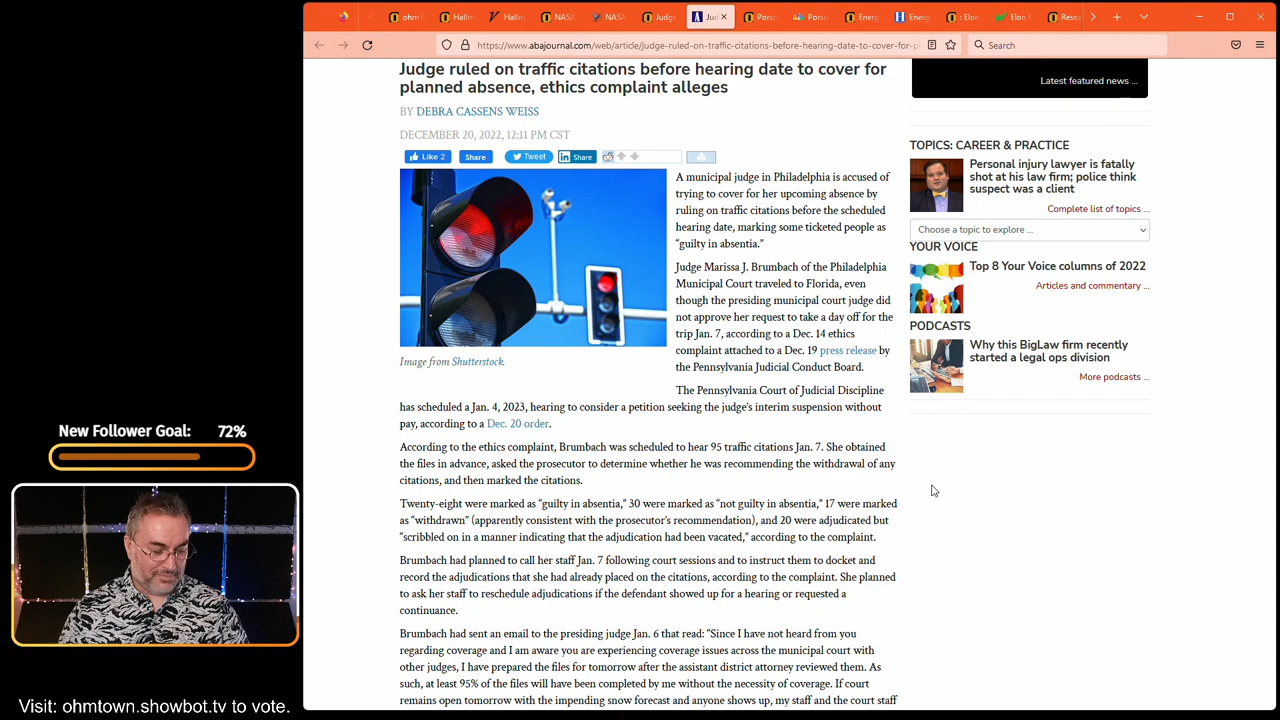 ohmT
Hallm
Hallm
NASA
NASA
Judge
Jud
Porsc
Porsc
Energ
Energ
: Elon
Elon M
Resea
https://www.abajournal.com/web/article/judge-ruled-on-traffic-citations-before-hearing-date-to-cover-for-p
Search
Judge ruled on traffic citations before hearing date to cover for
planned absence, ethics complaint alleges
BY DEBRA CASSENS WEISS
DECEMBER 20, 2022, 12:11 PM CST
Like 2
Share
Tweet
in Share
A municipal judge in Philadelphia is accused of
trying to cover for her upcoming absence by
ruling on traffic citations before the scheduled
hearing date, marking some ticketed people as
“guilty in absentia.”
Judge Marissa J. Brumbach of the Philadelphia
Municipal Court traveled to Florida, even
though the presiding municipal court judge did
not approve her request to take a day off for the
trip Jan. 7, according to a Dec. 14 ethics
complaint attached to a Dec. 19 press release by
the Pennsylvania Judicial Conduct Board.
Image from Shutterstock.
The Pennsylvania Court of Judicial Discipline
has scheduled a Jan. 4, 2023, hearing to consider a petition seeking the judge’s interim suspension without
pay, according to a Dec. 20 order.
According to the ethics complaint, Brumbach was scheduled to hear 95 traffic citations Jan. 7. She obtained
the files in advance, asked the prosecutor to determine whether he was recommending the withdrawal of any
citations, and then marked the citations.
Twenty-eight were marked as “guilty in absentia,” 30 were marked as “not guilty in absentia,” 17 were marked
as “withdrawn” (apparently consistent with the prosecutor’s recommendation), and 20 were adjudicated but
“scribbled on in a manner indicating that the adjudication had been vacated,” according to the complaint.
Brumbach had planned to call her staff Jan. 7 following court sessions and to instruct them to docket and
record the adjudications that she had already placed on the citations, according to the complaint. She planned
to ask her staff to reschedule adjudications if the defendant showed up for a hearing or requested a
continuance.
Brumbach had sent an email to the presiding judge Jan. 6 that read: “Since I have not heard from you
regarding coverage and I am aware you are experiencing coverage issues across the municipal court with
other judges, I have prepared the files for tomorrow after the assistant district attorney reviewed them. As
such, at least 95% of the files will have been completed by me without the necessity of coverage. If court
remains open tomorrow with the impending snow forecast and anyone shows up, my staff and the court staff
Latest featured news ...
TOPICS: CAREER & PRACTICE
Personal injury lawyer is fatally
shot at his law firm; police think
suspect was a client
Complete list of topics ...
Choose a topic to explore ...
YOUR VOICE
Top 8 Your Voice columns of 2022
Articles and commentary ...
PODCASTS
Why this BigLaw firm recently
started a legal ops division
More podcasts ...
New Follower Goal: 72%
Visit: ohmtown.showbot.tv to vote.